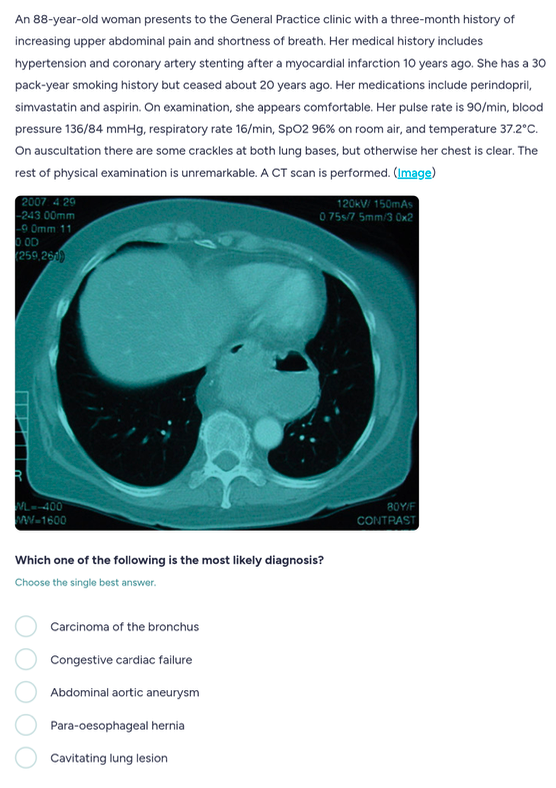 An 88-year-old woman presents to the General Practice clinic with a three-month history of
increasing upper abdominal pain and shortness of breath. Her medical history includes
hypertension and coronary artery stenting after a myocardial infarction 10 years ago. She has a 30
pack-year smoking history but ceased about 20 years ago. Her medications include perindopril,
simvastatin and aspirin. On examination, she appears comfortable. Her pulse rate is 90/min, blood
pressure 136/84 mmHg, respiratory rate 16/min, SpO2 96% on room air, and temperature 37.2°C.
On auscultation there are some crackles at both lung bases, but otherwise her chest is clear. The
rest of physical examination is unremarkable. A CT scan is performed. (Image)
2007 4 29
-243 00mm
-9 0mm 11
0 0D
120kV/ 150mAs
0 75s/7 5mm/3 0x2
R
WL=-400
WW=1600
80Y/F
CONTRAST
Which one of the following is the most likely diagnosis?
Choose the single best answer.
Carcinoma of the bronchus
Congestive cardiac failure
Abdominal aortic aneurysm
Para-oesophageal hernia
Cavitating lung lesion